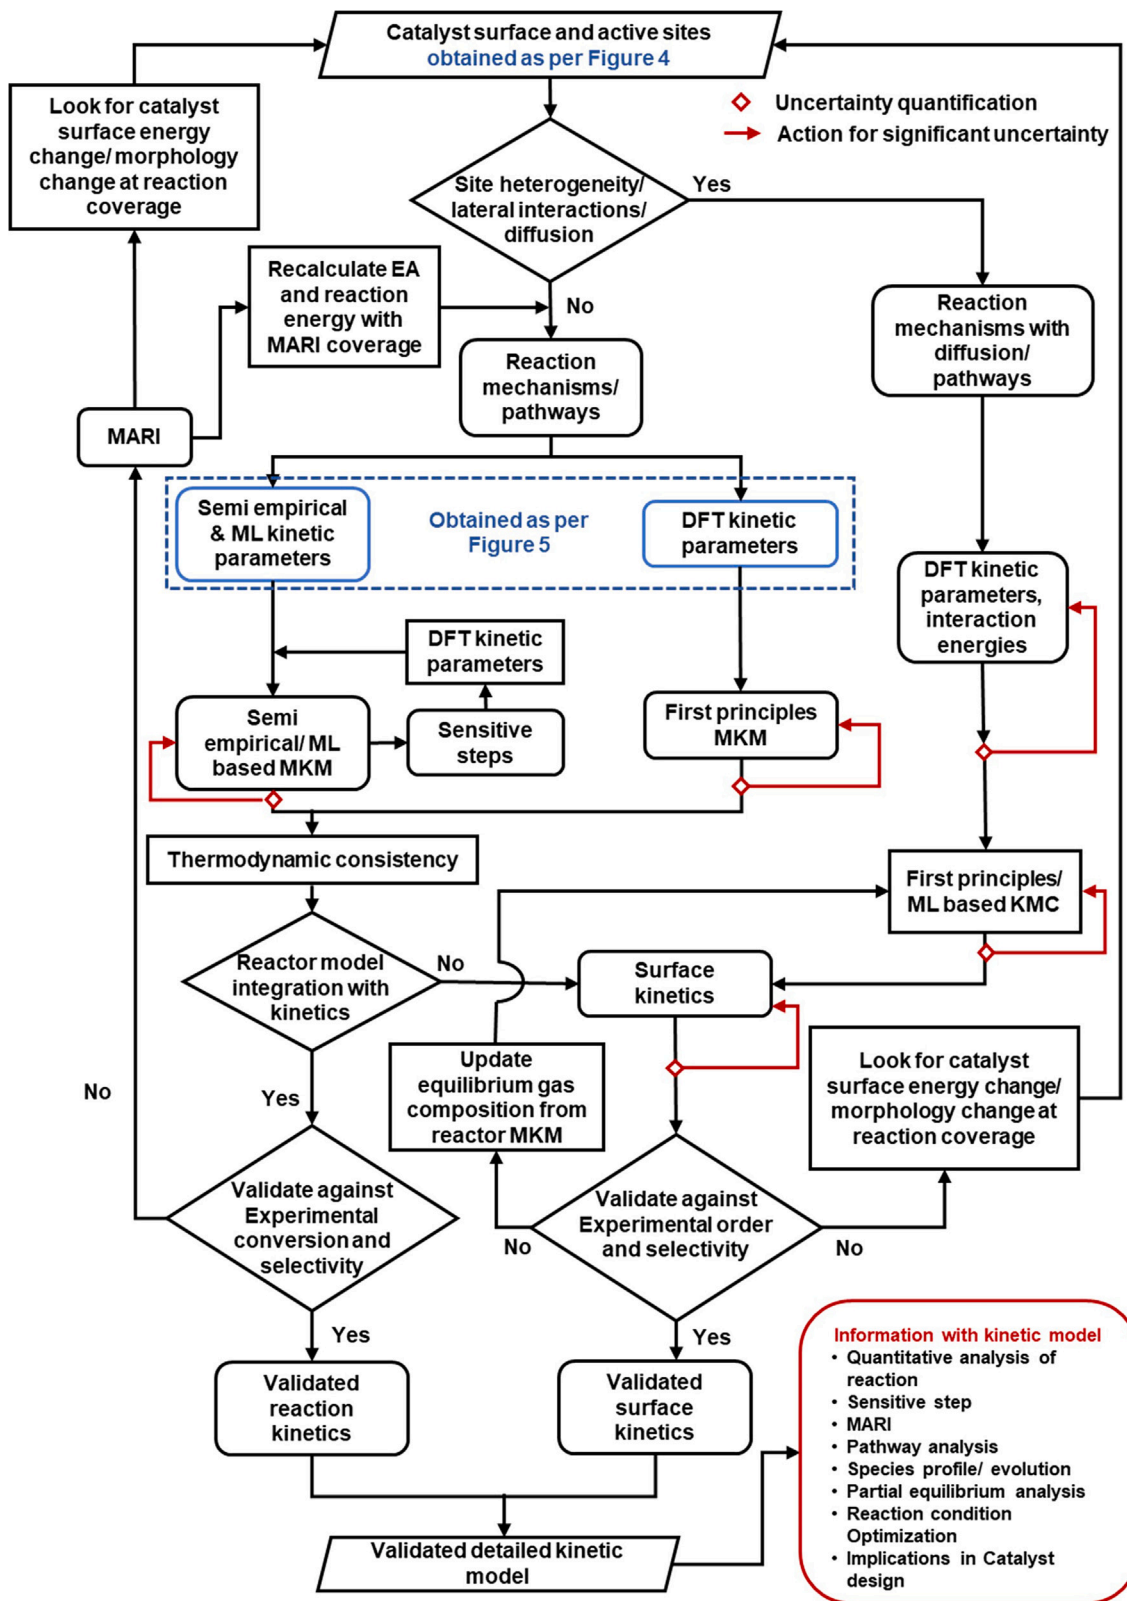 Catalyst surface and active sites
obtained as per Figure 4
Look for catalyst
surface energy
change/ morphology
change at reaction
coverage
Uncertainty quantification
Action for significant uncertainty
Site heterogeneity/
lateral interactions/
diffusion
Yes
No
Recalculate EA
and reaction
energy with
MARI coverage
Reaction
mechanisms with
diffusion/
pathways
Reaction
mechanisms/
pathways
MARI
Semi empirical
& ML kinetic
parameters
Obtained as per
Figure 5
DFT kinetic
parameters
DFT kinetic
parameters,
interaction
energies
DFT kinetic
parameters
Semi
empirical/ ML
based MKM
Sensitive
steps
First principles
MKM
Thermodynamic consistency
First principles/
ML based KMC
Reactor model
integration with
kinetics
No
Surface
kinetics
Update
equilibrium gas
composition from
reactor MKM
Look for catalyst
surface energy change/
morphology change at
reaction coverage
No
Yes
Validate against
Experimental
conversion and
selectivity
Validate against
Experimental order
and selectivity
No
No
Yes
Yes
Validated
reaction
kinetics
Validated
surface
kinetics
Validated detailed kinetic
model
Information with kinetic model
• Quantitative analysis of
reaction
• Sensitive step
• MARI
• Pathway analysis
• Species profile/ evolution
• Partial equilibrium analysis
• Reaction condition
Optimization
• Implications in Catalyst
design